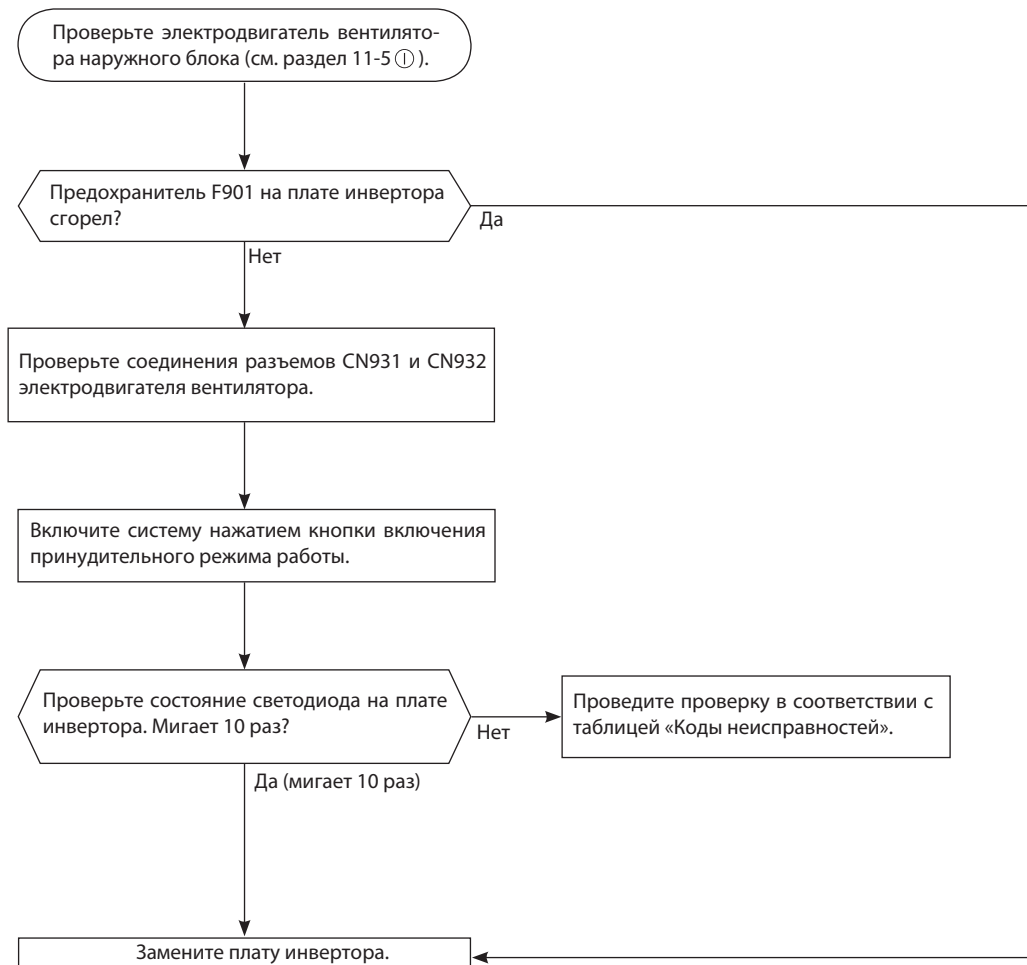 Проверьте электродвигатель вентилято-
ра наружного блока (см. раздел 11-5 Ⓘ ).
Предохранитель F901 на плате инвертора
сгорел?
Да
Нет
Проверьте соединения разъемов CN931 и CN932
электродвигателя вентилятора.
Включите систему нажатием кнопки включения
принудительного режима работы.
Проверьте состояние светодиода на плате
инвертора. Мигает 10 раз?
Нет
Проведите проверку в соответствии с
таблицей «Коды неисправностей».
Да (мигает 10 раз)
Замените плату инвертора.